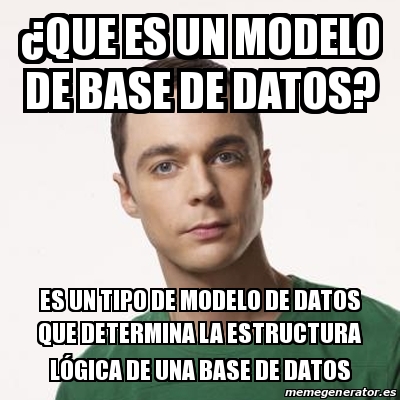 ¿QUE ES UN MODELO
DE BASE DE DATOS?
ES UN TIPO DE MODELO DE DATOS
QUE DETERMINA LA ESTRUCTURA
LÓGICA DE UNA BASE DE DATOS
memegenerator.es